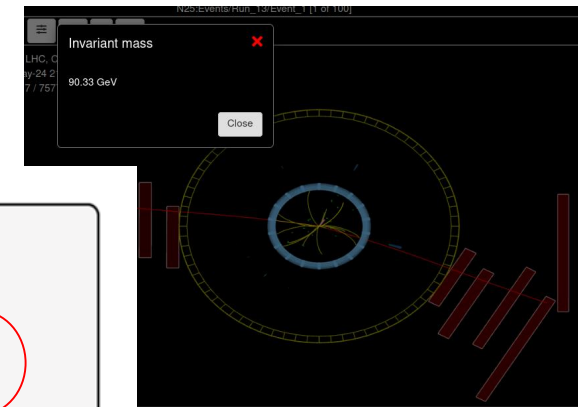 N25:Events/Run_13/Event_1 [1 of 100]
Invariant mass
LHC, C
ay-24 2
90.33 GeV
7 / 757
Close